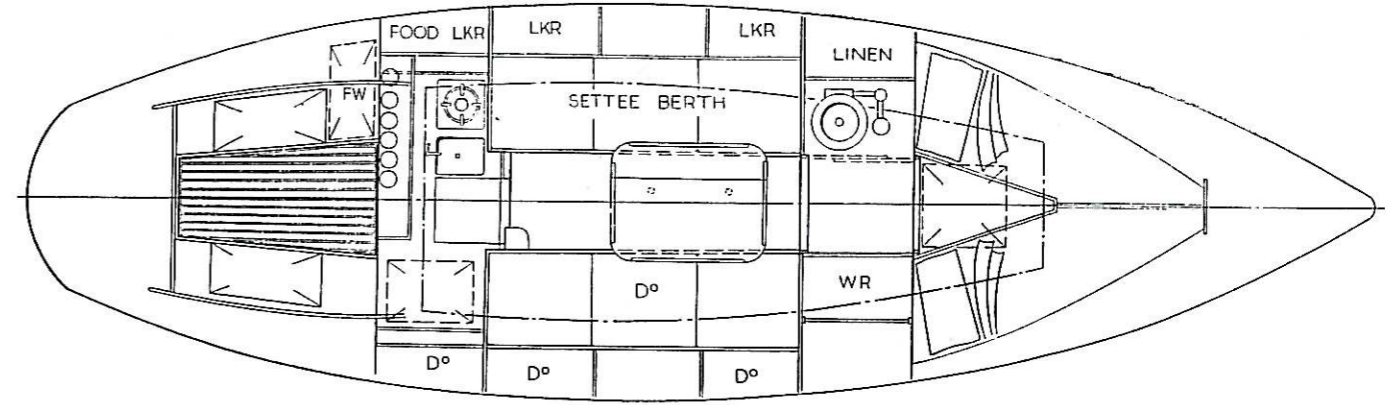 FOOD LKR
LKR
LKR
LINEN
FW
SETTEE BERTH
Dº
WR
Dº
Dº
Dº